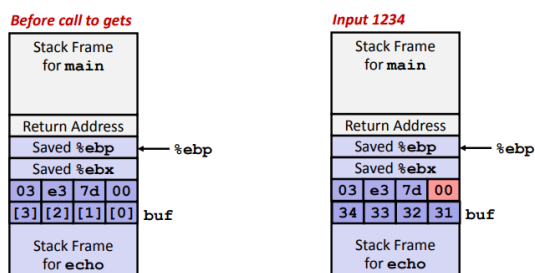 Before call to gets
Stack Frame
for main
Return Address
Saved %ebp
%ebp
Saved %ebx
03 e3 7d 00
[3] [2] [1] [0]
buf
Stack Frame
for echo
Input 1234
Stack Frame
for main
Return Address
Saved %ebp
%ebp
Saved %ebx
03 e3 7d 00
34 33 32 31
buf
Stack Frame
for echo